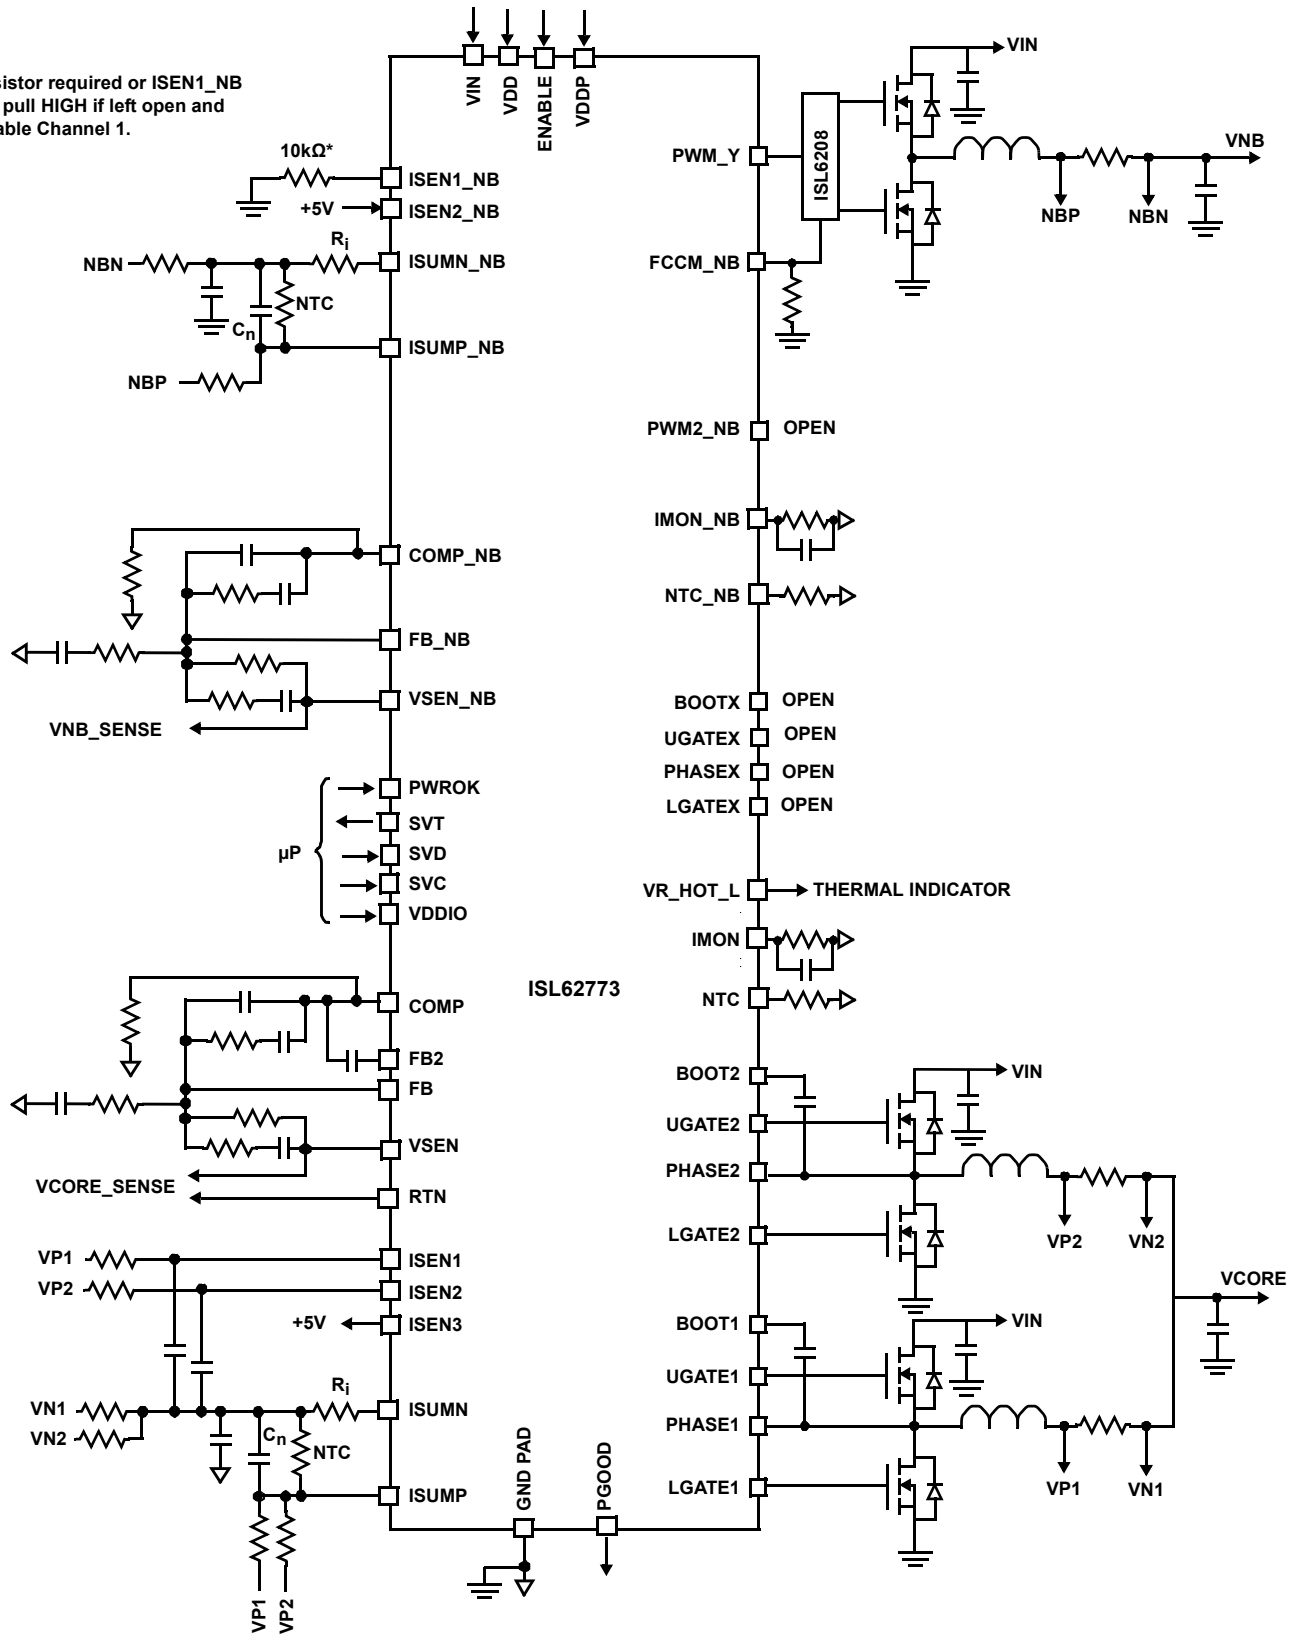 sistor required or ISEN1_NB
pull HIGH if left open and
able Channel 1.
VIN
VDD
ENABLE
VDDP
10kΩ*
ISEN1_NB
+5V
ISEN2_NB
Ri
NBN
ISUMN_NB
NTC
Cn
ISUMP_NB
NBP
COMP_NB
FB_NB
VSEN_NB
VNB_SENSE
µP
PWROK
SVT
SVD
SVC
VDDIO
COMP
FB2
FB
VSEN
VCORE_SENSE
RTN
VP1
ISEN1
VP2
ISEN2
+5V
ISEN3
Ri
VN1
ISUMN
VN2
Cn
NTC
ISUMP
VP1
VP2
GND PAD
PGOOD
ISL62773
PWM_Y
ISL6208
VIN
VNB
NBP
NBN
FCCM_NB
PWM2_NB OPEN
IMON_NB
NTC_NB
BOOTX OPEN
UGATEX OPEN
PHASEX OPEN
LGATEX OPEN
VR_HOT_L THERMAL INDICATOR
IMON
NTC
BOOT2
VIN
UGATE2
PHASE2
LGATE2
VP2
VN2
VCORE
BOOT1
VIN
UGATE1
PHASE1
LGATE1
VP1
VN1